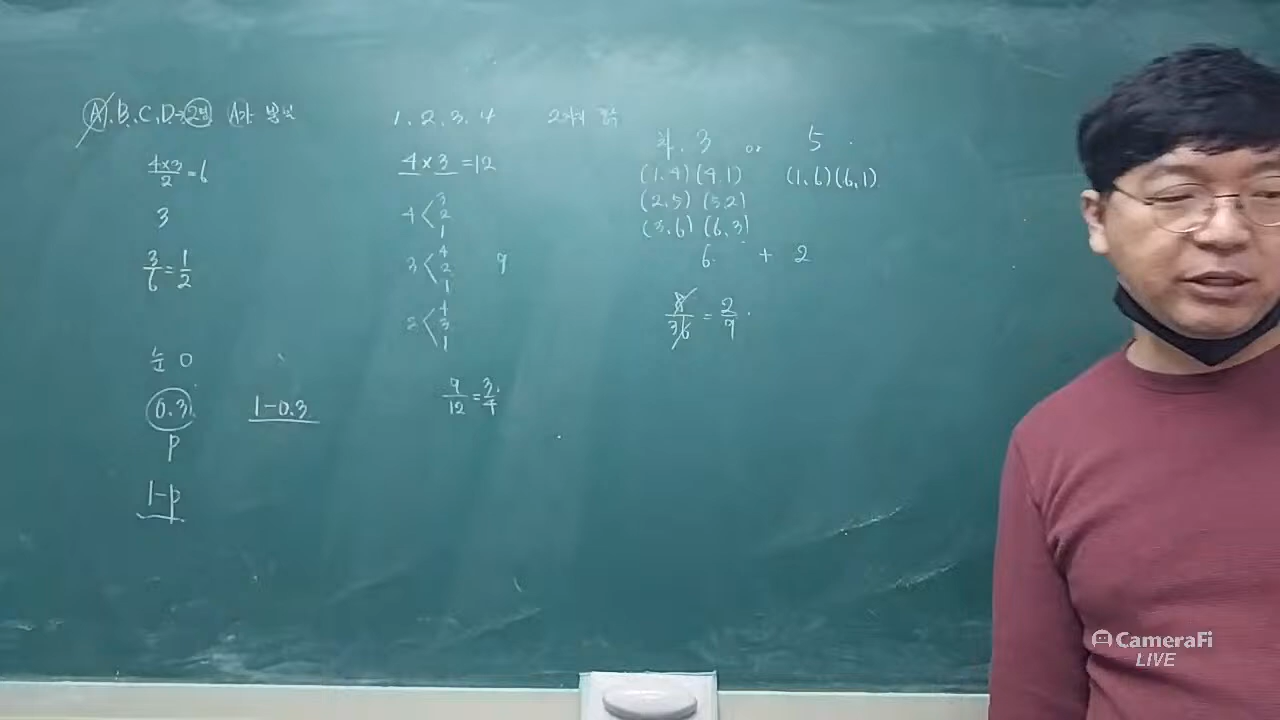 A, B, C, D → 2명 A가 뽑힐
4×3/2 = 6
3
3/6 = 1/2
눈 0
0.3 1-0.3
p
1-p
1, 2, 3, 4 2자리
4×3 = 12
4 < 3 2 1
3 < 4 2 1 9
2 < 4 3 1
9/12 = 3/4
차 3 or 5
(1,4) (4,1) (1,6) (6,1)
(2,5) (5,2)
(3,6) (6,3)
6 + 2
8/36 = 2/9
CameraFi
LIVE